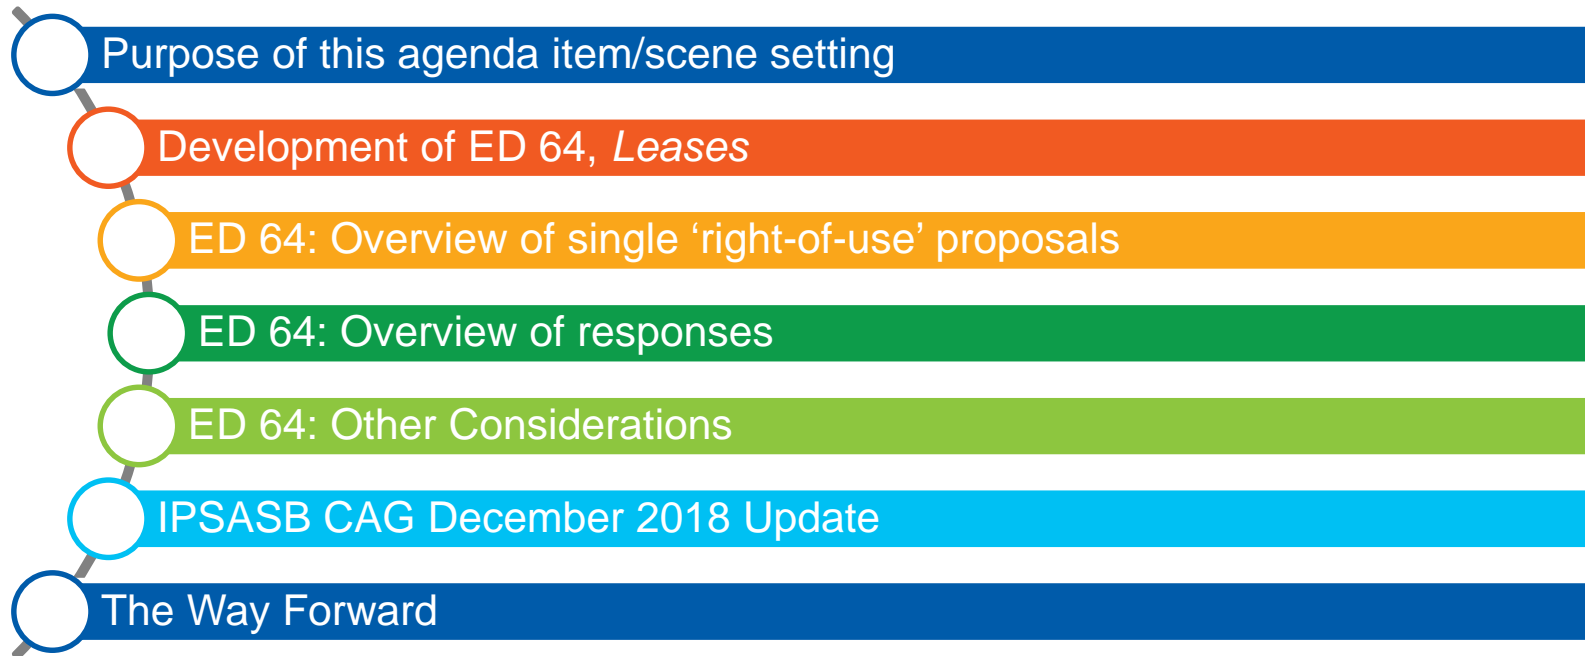 Purpose of this agenda item/scene setting
Development of ED 64, Leases
ED 64: Overview of single ‘right-of-use’ proposals
ED 64: Overview of responses
ED 64: Other Considerations
IPSASB CAG December 2018 Update
The Way Forward